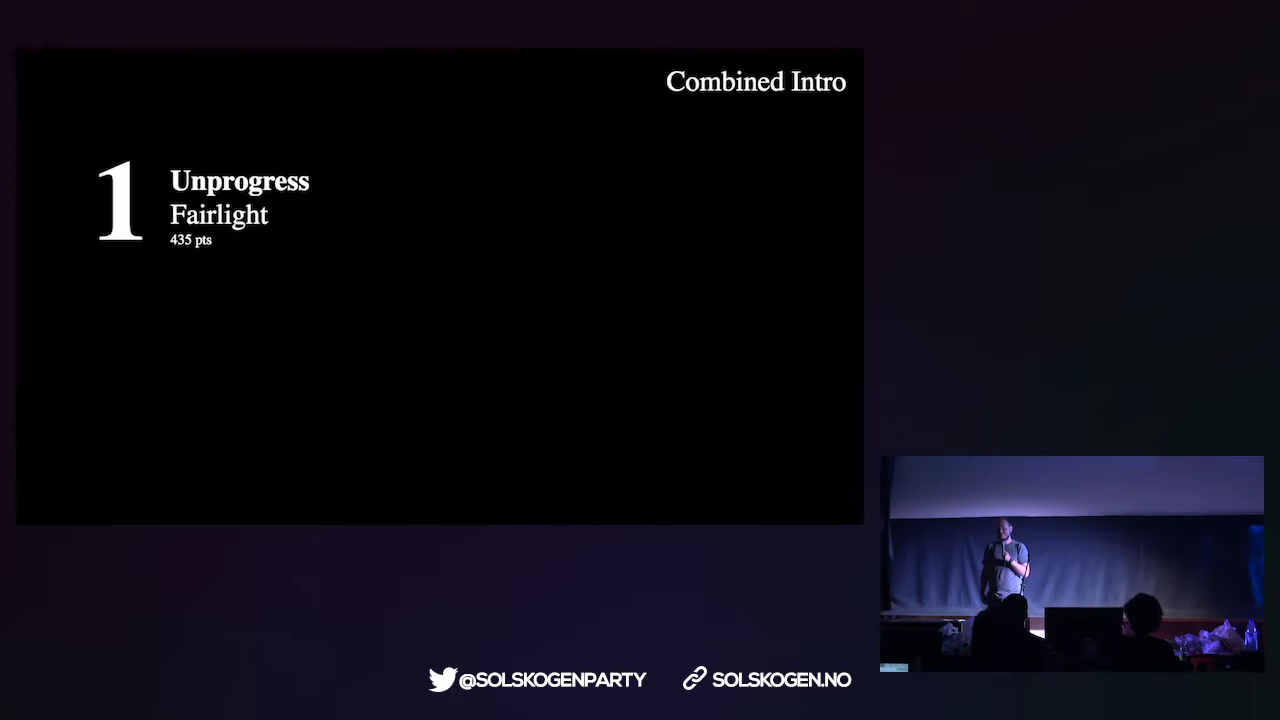 Combined Intro
1
Unprogress
Fairlight
435 pts
@SOLSKOGENPARTY
SOLSKOGEN.NO